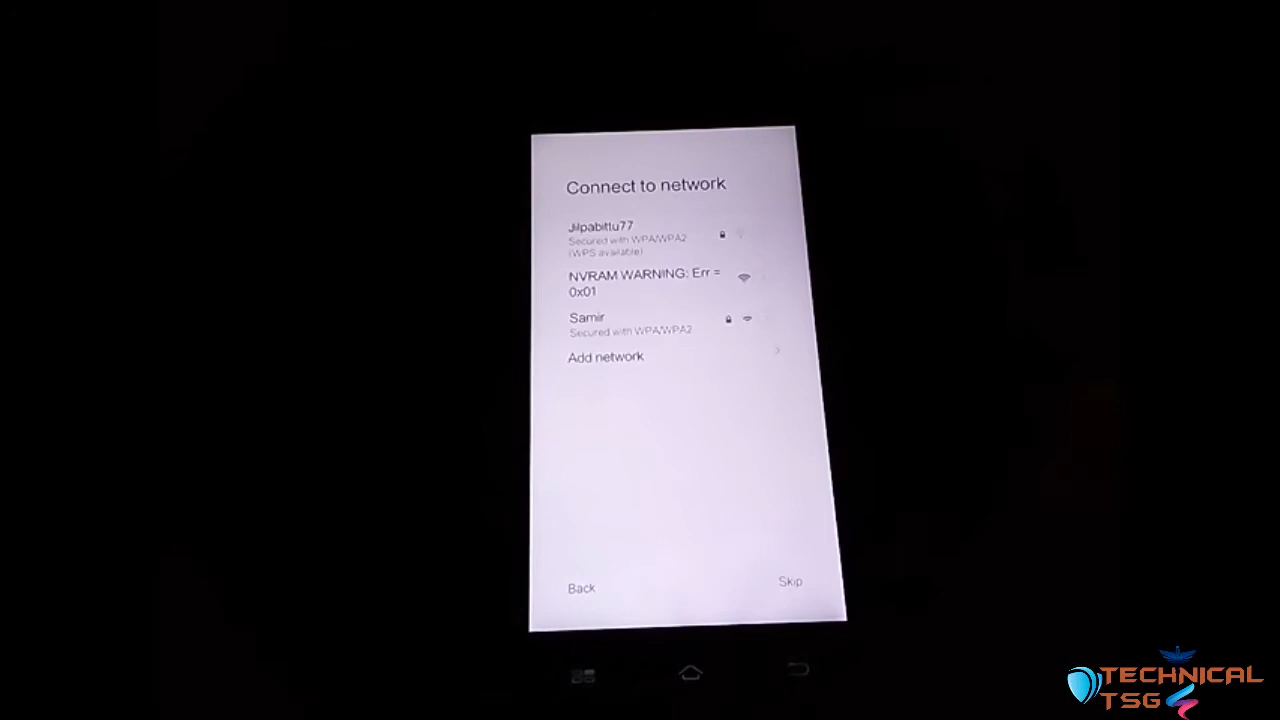 Connect to network
Jilpabittu77
Secured with WPA/WPA2
(WPS available)
NVRAM WARNING: Err =
0x01
Samir
Secured with WPA/WPA2
Add network
Back
Skip
TECHNICAL
TSG